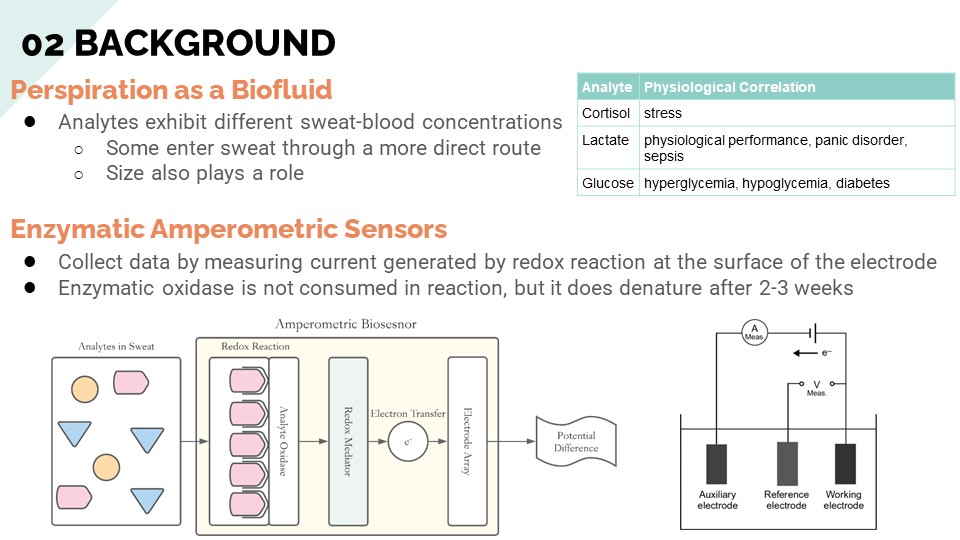 02 BACKGROUND
Perspiration as a Biofluid
● Analytes exhibit different sweat-blood concentrations
○ Some enter sweat through a more direct route
○ Size also plays a role
Analyte Physiological Correlation
Cortisol stress
Lactate physiological performance, panic disorder,
sepsis
Glucose hyperglycemia, hypoglycemia, diabetes
Enzymatic Amperometric Sensors
● Collect data by measuring current generated by redox reaction at the surface of the electrode
● Enzymatic oxidase is not consumed in reaction, but it does denature after 2-3 weeks
Amperometric Biosesnor
Analytes in Sweat
Redox Reaction
Analyte Oxidase
Redox Mediator
Electron Transfer
e-
Electrode Array
Potential
Difference
A
Meas.
e-
V
Meas.
Auxiliary
electrode
Reference
electrode
Working
electrode